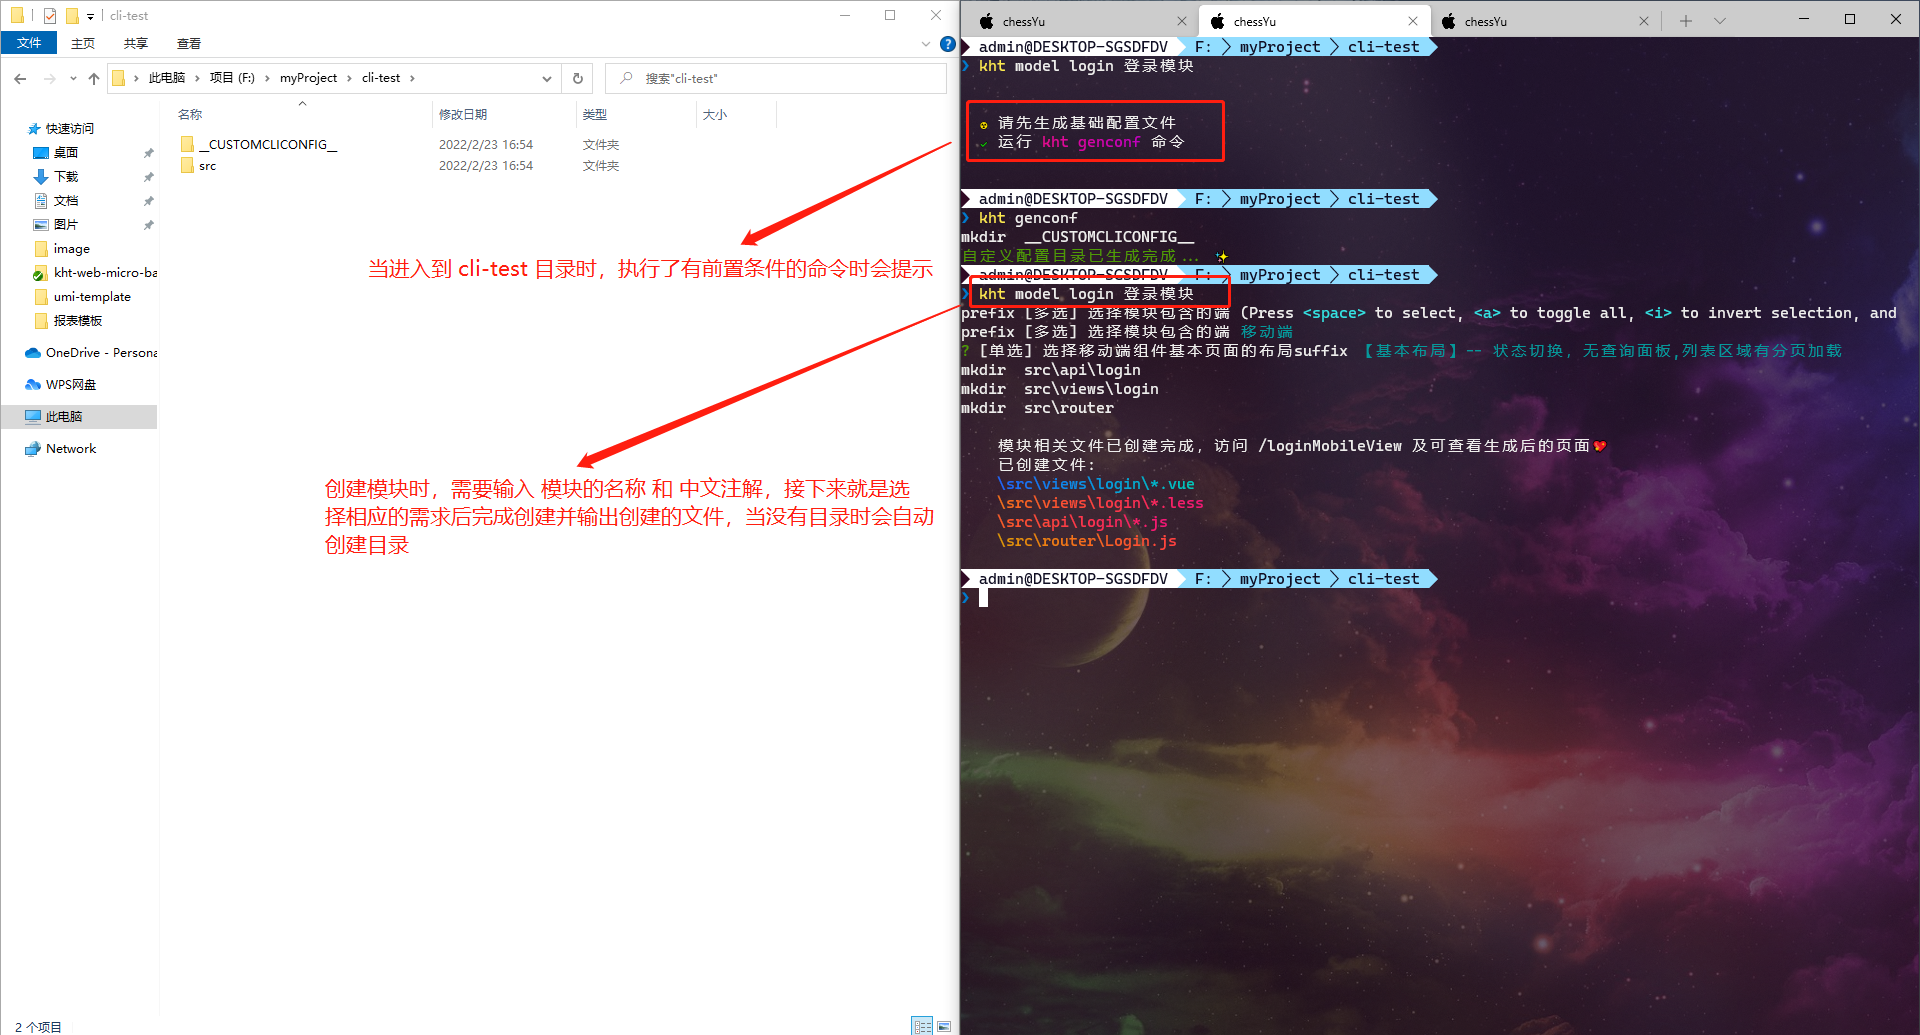 cli-test
文件 主页 共享 查看
此电脑 项目 (F:) myProject cli-test
搜索"cli-test"
名称 修改日期 类型 大小
__CUSTOMCLICONFIG__ 2022/2/23 16:54 文件夹
src 2022/2/23 16:54 文件夹
快速访问
桌面
下载
文档
图片
image
kht-web-micro-ba
umi-template
报表模板
OneDrive - Persona
WPS网盘
此电脑
Network
当进入到 cli-test 目录时，执行了有前置条件的命令时会提示
创建模块时，需要输入 模块的名称 和 中文注解，接下来就是选
择相应的需求后完成创建并输出创建的文件，当没有目录时会自动
创建目录
2 个项目
chessYu chessYu chessYu
admin@DESKTOP-SGSDFDV F: myProject cli-test
❯ kht model login 登录模块
请先生成基础配置文件
运行 kht genconf 命令
admin@DESKTOP-SGSDFDV F: myProject cli-test
❯ kht genconf
mkdir __CUSTOMCLICONFIG__
自定义配置目录已生成完成... ✨
admin@DESKTOP-SGSDFDV F: myProject cli-test
❯ kht model login 登录模块
prefix [多选] 选择模块包含的端 (Press <space> to select, <a> to toggle all, <i> to invert selection, and
prefix [多选] 选择模块包含的端 移动端
? [单选] 选择移动端组件基本页面的布局suffix 【基本布局】-- 状态切换，无查询面板,列表区域有分页加载
mkdir src\api\login
mkdir src\views\login
mkdir src\router
模块相关文件已创建完成，访问 /loginMobileView 及可查看生成后的页面💖
已创建文件：
\src\views\login\*.vue
\src\views\login\*.less
\src\api\login\*.js
\src\router\Login.js
admin@DESKTOP-SGSDFDV F: myProject cli-test
❯